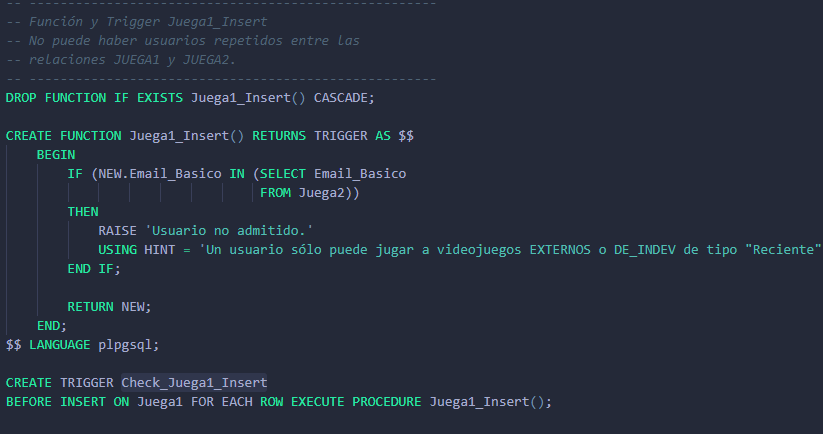 -- -----------------------------------------------------
-- Función y Trigger Juega1_Insert
-- No puede haber usuarios repetidos entre las
-- relaciones JUEGA1 y JUEGA2.
-- -----------------------------------------------------
DROP FUNCTION IF EXISTS Juega1_Insert() CASCADE;
CREATE FUNCTION Juega1_Insert() RETURNS TRIGGER AS $$
BEGIN
IF (NEW.Email_Basico IN (SELECT Email_Basico
FROM Juega2))
THEN
RAISE 'Usuario no admitido.'
USING HINT = 'Un usuario sólo puede jugar a videojuegos EXTERNOS o DE_INDEV de tipo "Reciente"
END IF;
RETURN NEW;
END;
$$ LANGUAGE plpgsql;
CREATE TRIGGER Check_Juega1_Insert
BEFORE INSERT ON Juega1 FOR EACH ROW EXECUTE PROCEDURE Juega1_Insert();